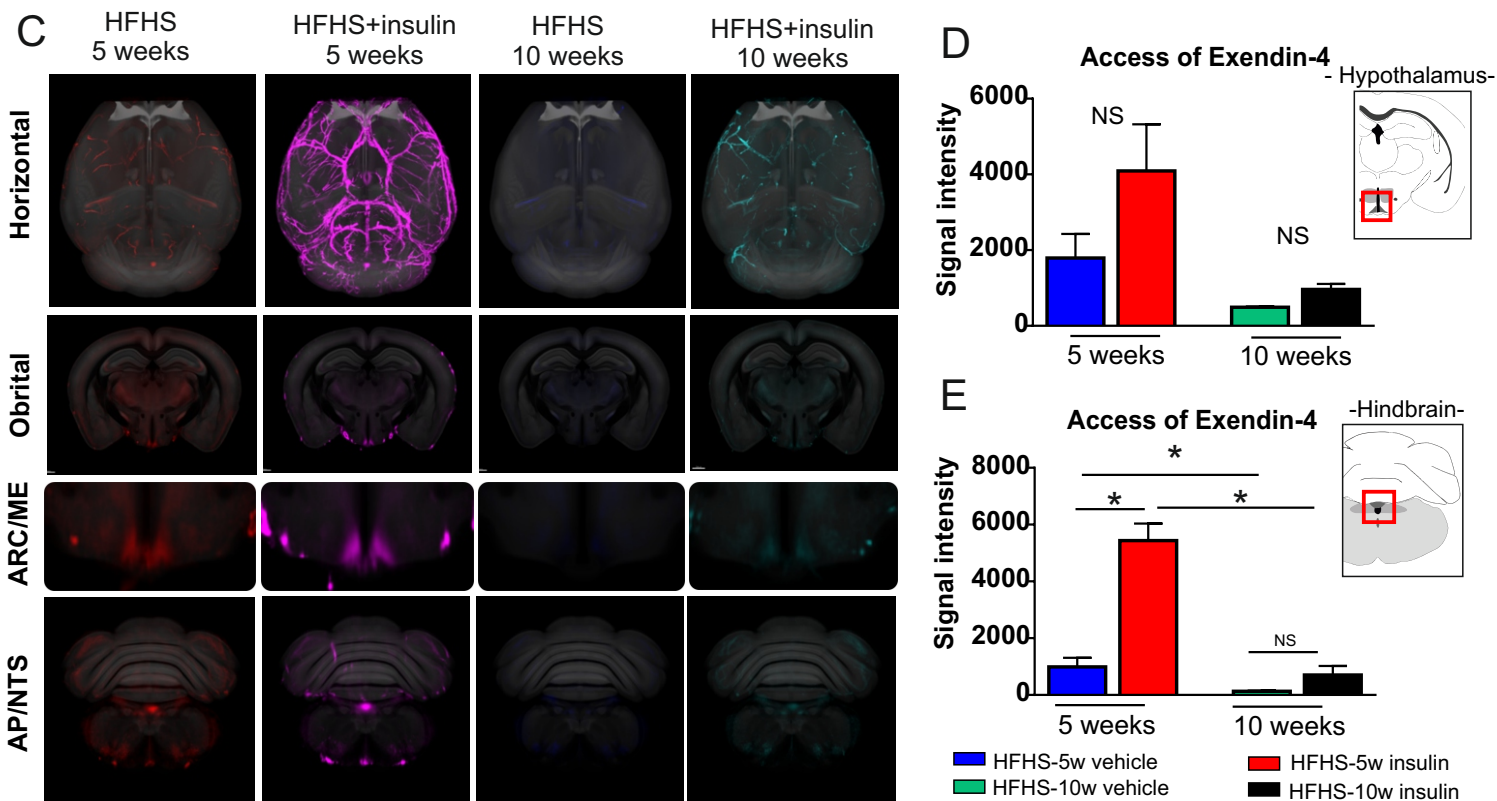 C
HFHS
5 weeks
HFHS+insulin
5 weeks
HFHS
10 weeks
HFHS+insulin
10 weeks
Horizontal
Obrital
ARC/ME
AP/NTS
D
Access of Exendin-4
- Hypothalamus-
Signal intensity
6000
4000
2000
0
NS
NS
5 weeks
10 weeks
E
Access of Exendin-4
-Hindbrain-
Signal intensity
8000
6000
4000
2000
0
*
*
*
NS
5 weeks
10 weeks
HFHS-5w vehicle
HFHS-5w insulin
HFHS-10w vehicle
HFHS-10w insulin